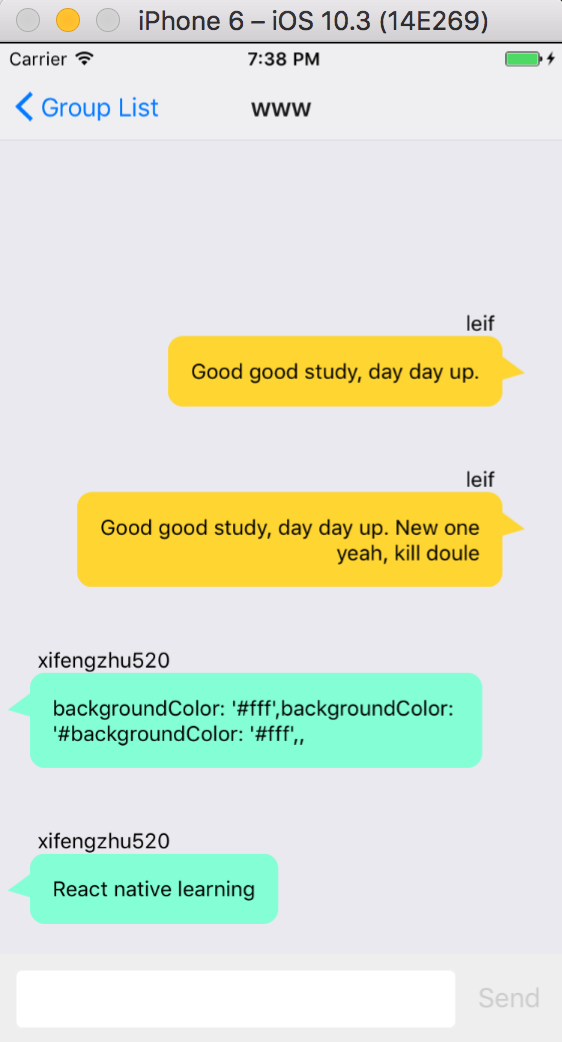 iPhone 6 – iOS 10.3 (14E269)
Carrier 7:38 PM
Group List www
leif
Good good study, day day up.
leif
Good good study, day day up. New one
yeah, kill doule
xifengzhu520
backgroundColor: '#fff',backgroundColor:
'#backgroundColor: '#fff',,
xifengzhu520
React native learning
Send